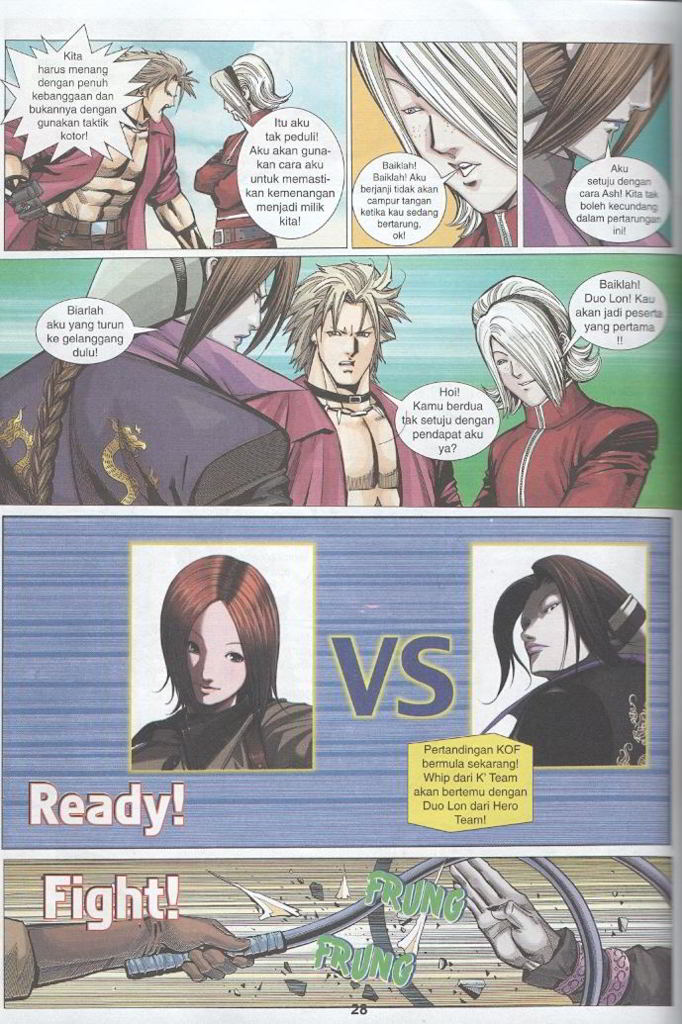 Kita
harus menang
dengan penuh
kebanggaan dan
bukannya dengan
gunakan taktik
kotor!
Itu aku
tak peduli!
Aku akan guna-
kan cara aku
untuk memasti-
kan kemenangan
menjadi milik
kita!
Baiklah!
Baiklah! Aku
berjanji tidak akan
campur tangan
ketika kau sedang
bertarung,
ok!
Aku
setuju dengan
cara Ash! Kita tak
boleh kecundang
dalam pertarungan
ini!
Biarlah
aku yang turun
ke gelanggang
dulu!
Hoi!
Kamu berdua
tak setuju dengan
pendapat aku
ya?
Baiklah!
Duo Lon! Kau
akan jadi peserta
yang pertama
!!
VS
Pertandingan KOF
bermula sekarang!
Whip dari K' Team
akan bertemu dengan
Duo Lon dari Hero
Team!
Ready!
Fight!
FRUNG
FRUNG
28